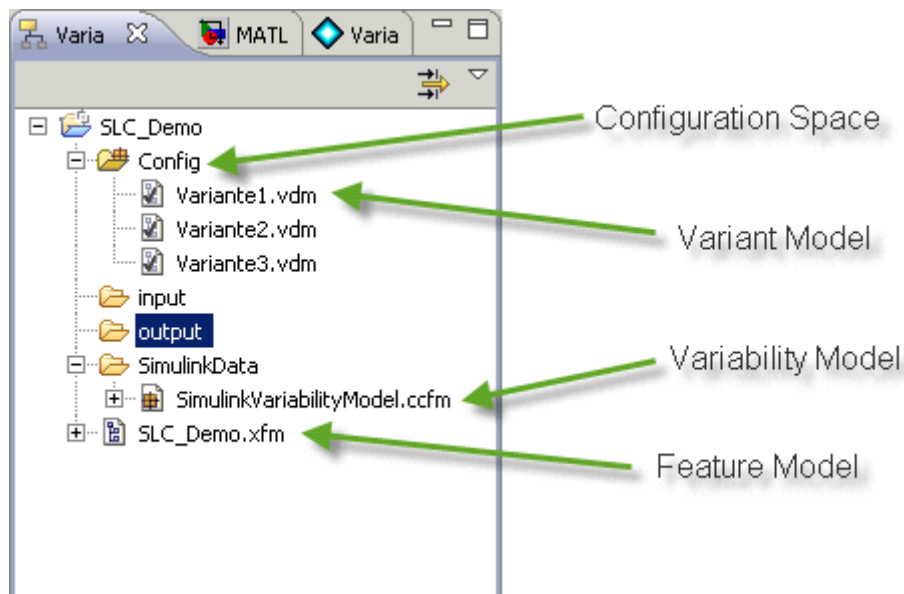 Varia MATL Varia
SLC_Demo
Configuration Space
Config
Variante1.vdm
Variante2.vdm
Variant Model
Variante3.vdm
input
output
SimulinkData
Variability Model
SimulinkVariabilityModel.ccfm
SLC_Demo.xfm
Feature Model